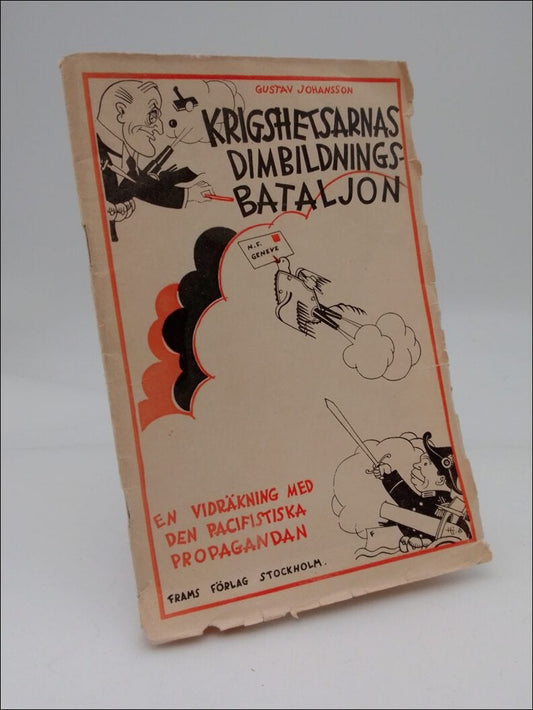 GUSTAV JOHANSSON
KRIGSHETSARNAS
DIMBILDNINGS-
BATALJON
N.F.
GENEVE
EN VIDRÄKNING MED
DEN PACIFISTISKA
PROPAGANDAN
FRAMS FÖRLAG STOCKHOLM.